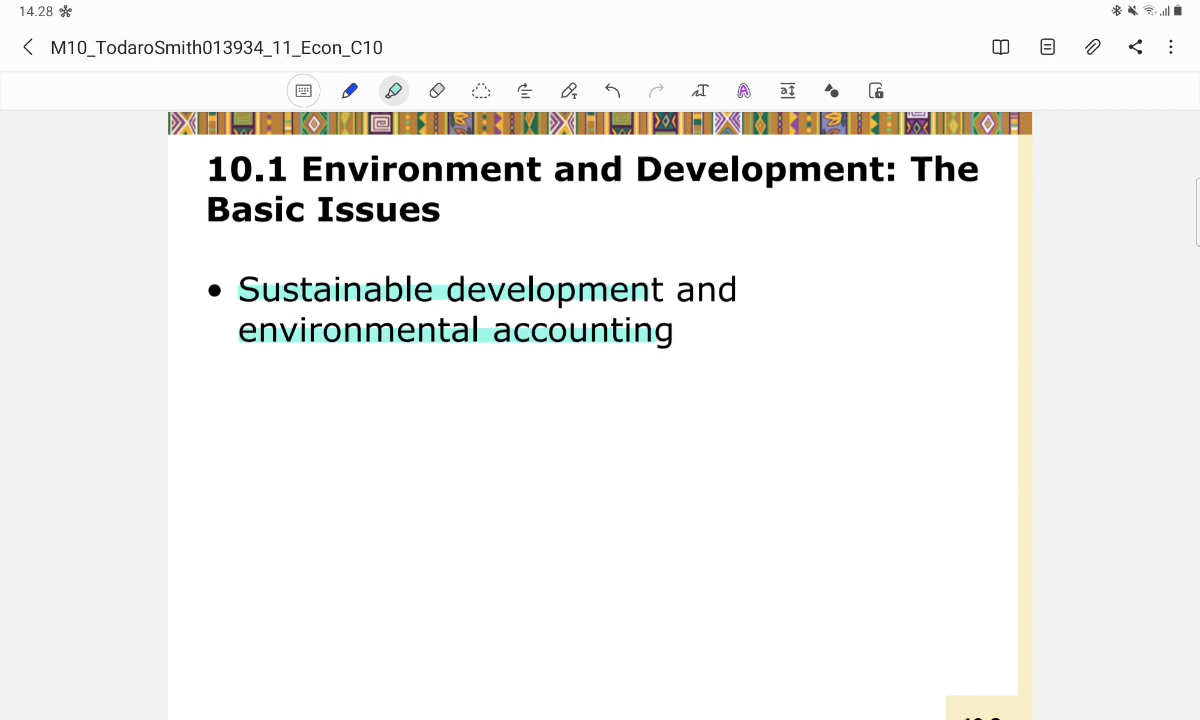 14.28
M10_TodaroSmith013934_11_Econ_C10
10.1 Environment and Development: The
Basic Issues
• Sustainable development and
environmental accounting